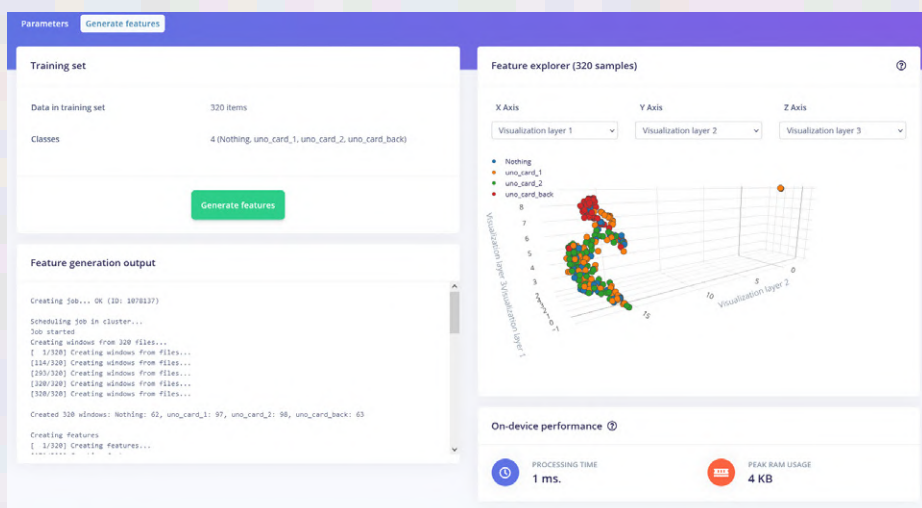 Parameters
Generate features
Training set
Data in training set 320 items
Classes 4 (Nothing, uno_card_1, uno_card_2, uno_card_back)
Generate features
Feature generation output
Creating job... OK (ID: 1078137)
Scheduling job in cluster...
Job started
Creating windows from 320 files...
[ 1/320] Creating windows from files...
[114/320] Creating windows from files...
[293/320] Creating windows from files...
[320/320] Creating windows from files...
[320/320] Creating windows from files...
Created 320 windows: Nothing: 62, uno_card_1: 97, uno_card_2: 98, uno_card_back: 63
Creating features
[ 1/320] Creating features...
Feature explorer (320 samples)
X Axis Y Axis Z Axis
Visualization layer 1 Visualization layer 2 Visualization layer 3
Nothing
uno_card_1
uno_card_2
uno_card_back
8
7
6
5
4
3
Visualization layer 3
Visualization layer 1
-1
15
10
5
0
Visualization layer 2
On-device performance
PROCESSING TIME
1 ms.
PEAK RAM USAGE
4 KB